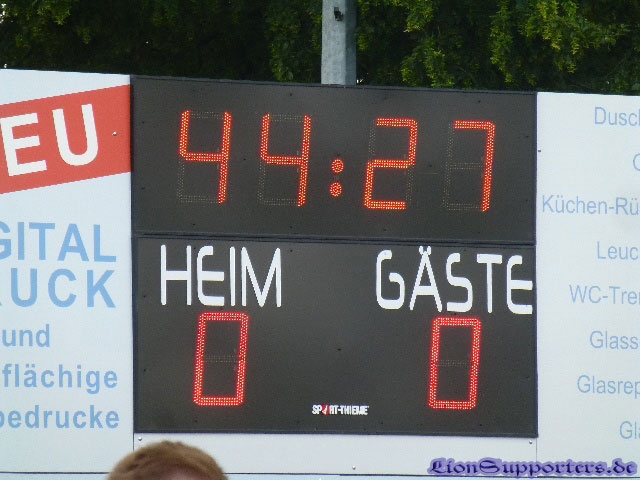 EU
44:27
HEIM GÄSTE
0 0
SPORT-THIEME
GITAL
UCK
und
flächige
bedrucke
Dusc
Küchen-Rü
Leuc
WC-Tre
Glass
Glasrep
Gl
LionSupporters.de